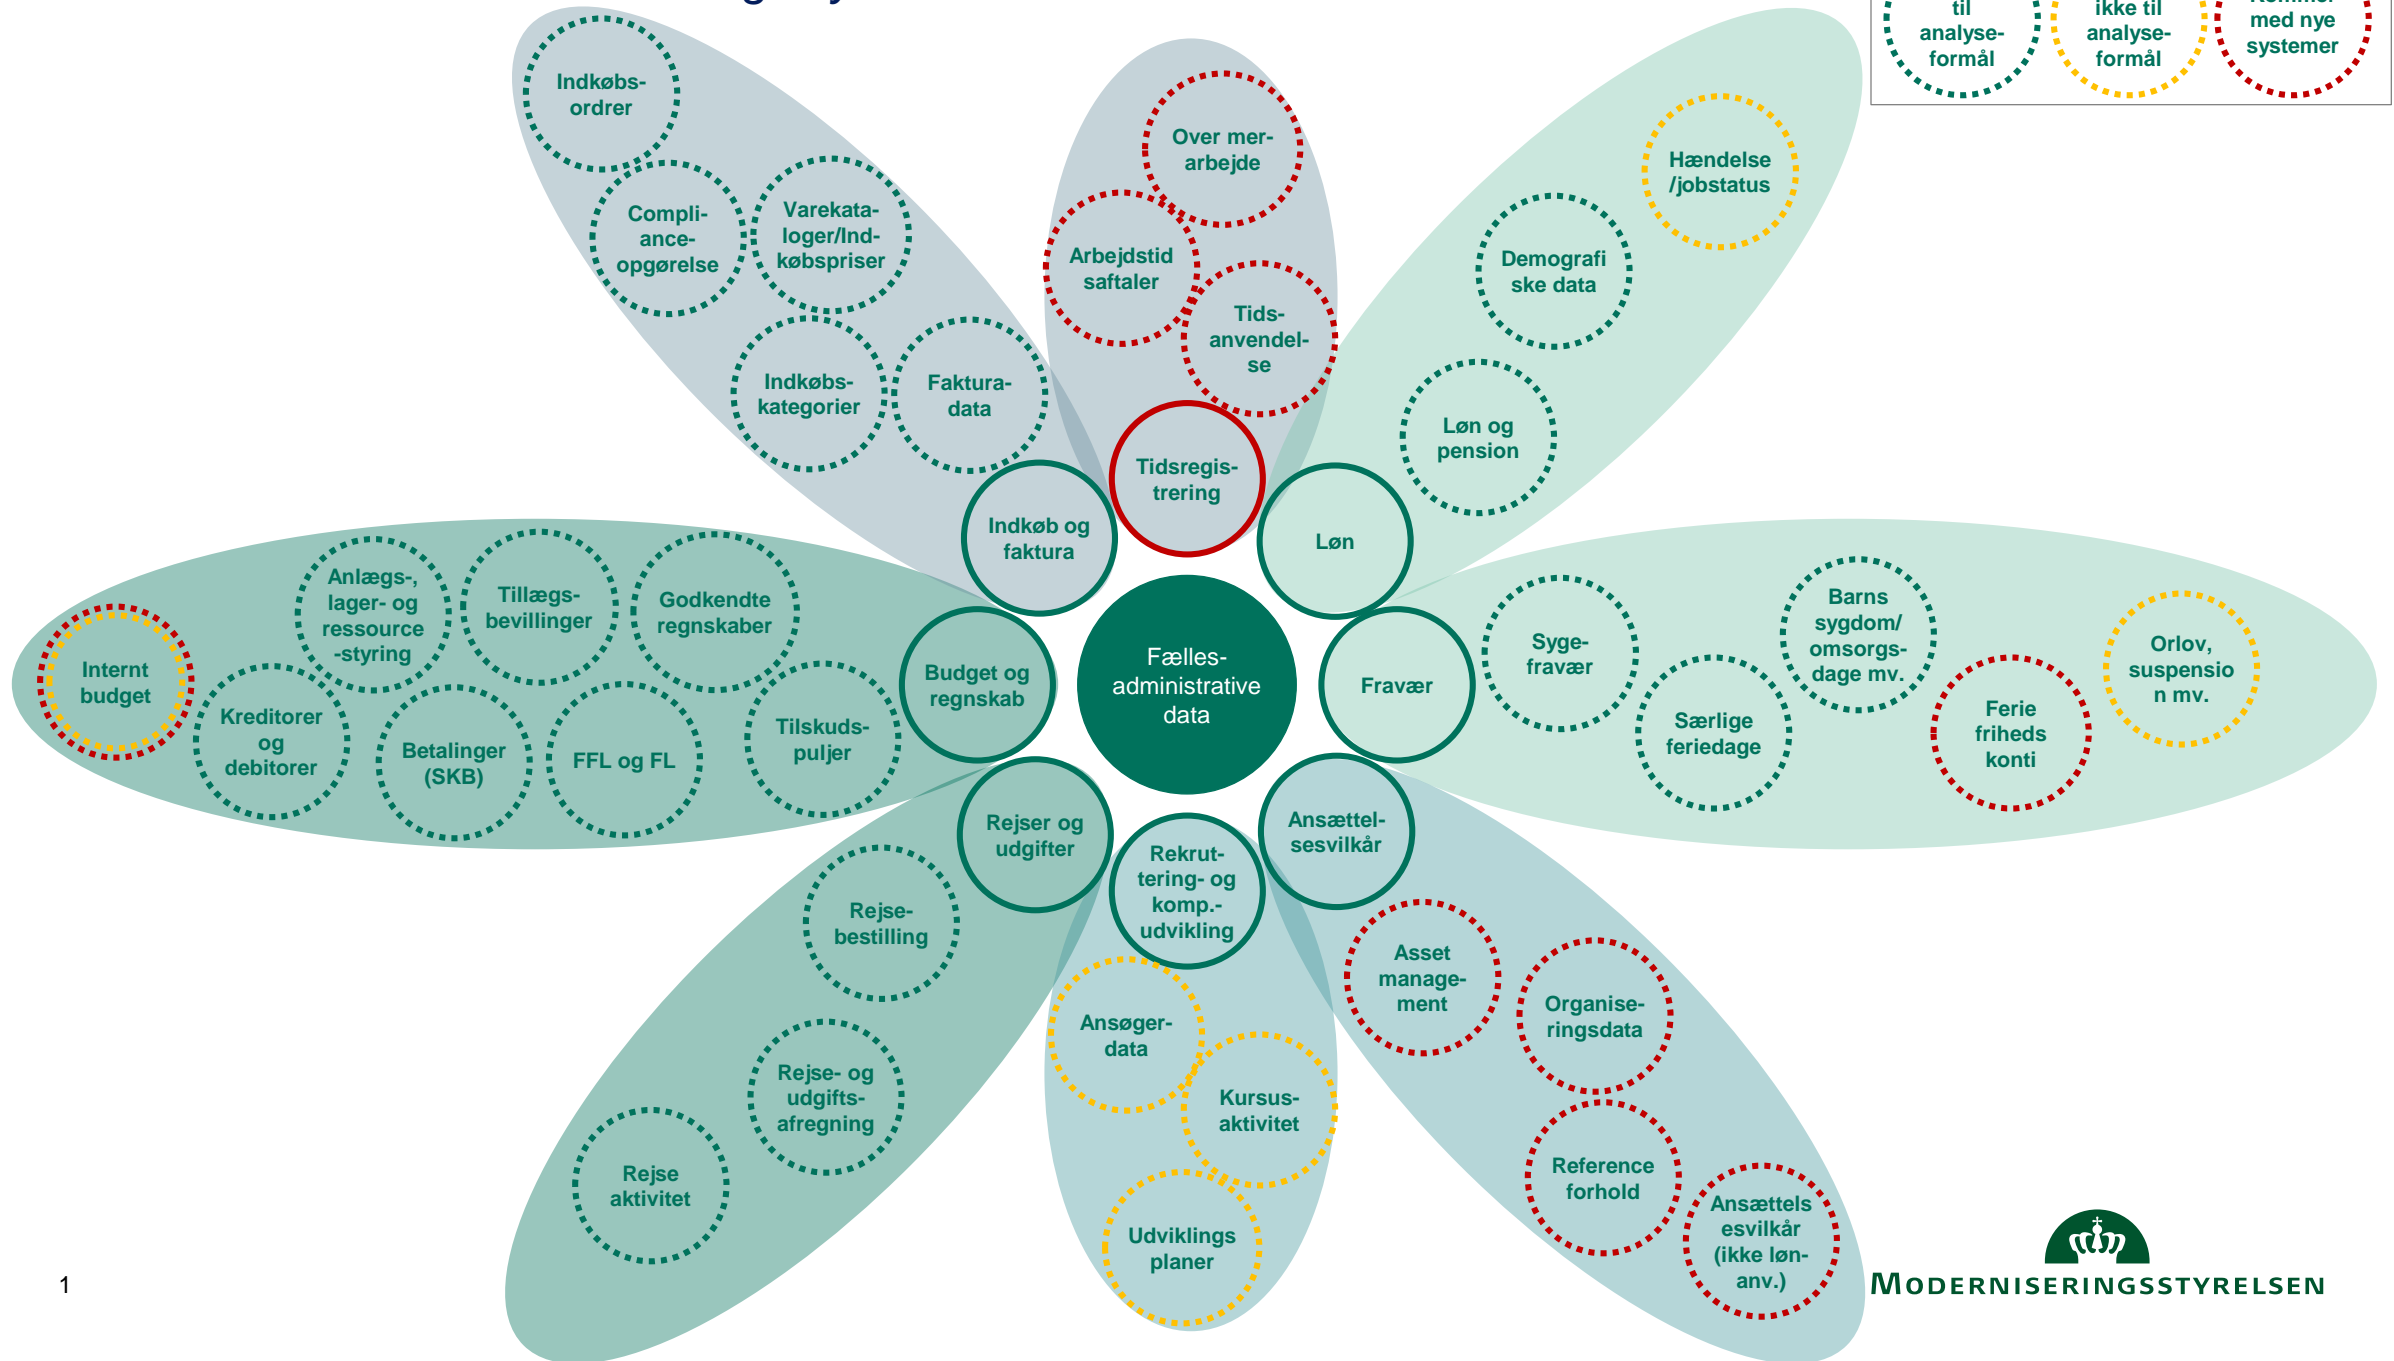 til
analyse-
formål
ikke til
analyse-
formål
med nye
systemer
Indkøbs-
ordrer
Compli-
ance-
opgørelse
Varekata-
loger/Ind-
købspriser
Indkøbs-
kategorier
Faktura-
data
Indkøb og
faktura
Over mer-
arbejde
Arbejdstid
saftaler
Tids-
anvendel-
se
Tidsregis-
trering
Hændelse
/jobstatus
Demografi
ske data
Løn og
pension
Løn
Anlægs-,
lager- og
ressource
-styring
Tillægs-
bevillinger
Godkendte
regnskaber
Internt
budget
Kreditorer
og
debitorer
Betalinger
(SKB)
FFL og FL
Tilskuds-
puljer
Budget og
regnskab
Fælles-
administrative
data
Fravær
Syge-
fravær
Særlige
feriedage
Barns
sygdom/
omsorgs-
dage mv.
Ferie
friheds
konti
Orlov,
suspensio
n mv.
Rejser og
udgifter
Rejse-
bestilling
Rejse- og
udgifts-
afregning
Rejse
aktivitet
Rekrut-
tering- og
komp.-
udvikling
Ansøger-
data
Kursus-
aktivitet
Udviklings
planer
Ansættel-
sesvilkår
Asset
manage-
ment
Organise-
ringsdata
Reference
forhold
Ansættels
esvilkår
(ikke løn-
anv.)
1
MODERNISERINGSSTYRELSEN